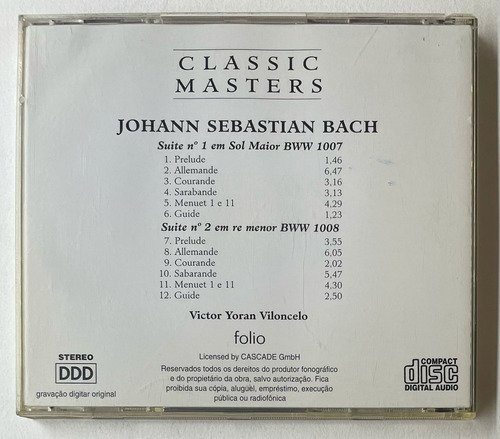 CLASSIC
MASTERS
JOHANN SEBASTIAN BACH
Suite nº 1 em Sol Maior BWW 1007
1. Prelude 1,46
2. Allemande 6,47
3. Courande 3,16
4. Sarabande 3,13
5. Menuet 1 e 11 4,29
6. Guide 1,23
Suite nº 2 em re menor BWW 1008
7. Prelude 3,55
8. Allemande 6,05
9. Courande 2,02
10. Sabarande 5,47
11. Menuet 1 e 11 4,30
12. Guide 2,50
Victor Yoran Viloncelo
folio
Licensed by CASCADE GmbH
Reservados todos os dereitos do produtor fonográfico
e do propietário da obra, salvo autorização. Fica
proibida sua cópia, aluguel, empréstimo, execução
pública ou radiofónica
STEREO
DDD
gravação digitar original
COMPACT
disc
DIGITAL AUDIO